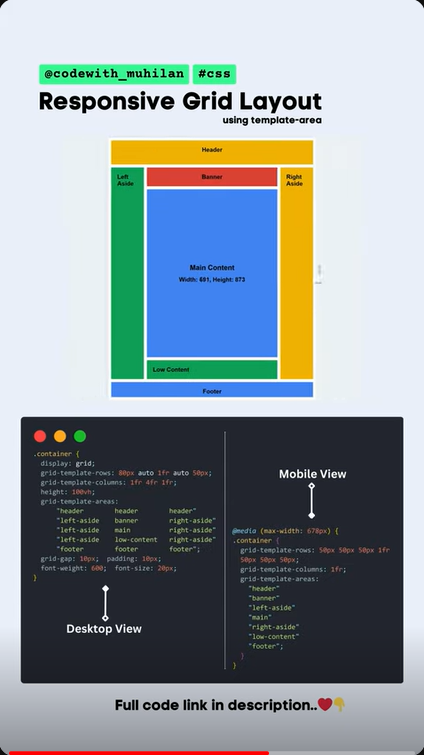 @codewith_muhilan #css
Responsive Grid Layout
using template-area
Header
Left
Aside
Banner
Right
Aside
Main Content
Width: 601, Height: 873
Low Content
Footer
.container {
display: grid;
grid-template-rows: 80px auto 1fr auto 50px;
grid-template-columns: 1fr 4fr 1fr;
height: 100vh;
grid-template-areas:
"header header header"
"left-aside banner right-aside"
"left-aside main right-aside"
"left-aside low-content right-aside"
"footer footer footer";
grid-gap: 10px; padding: 10px;
font-weight: 600; font-size: 20px;
}
Desktop View
Mobile View
@media (max-width: 678px) {
.container {
grid-template-rows: 50px 50px 50px 1fr
50px 50px 50px;
grid-template-columns: 1fr;
grid-template-areas:
"header"
"banner"
"left-aside"
"main"
"right-aside"
"low-content"
"footer";
}
}
Full code link in description..❤️👇